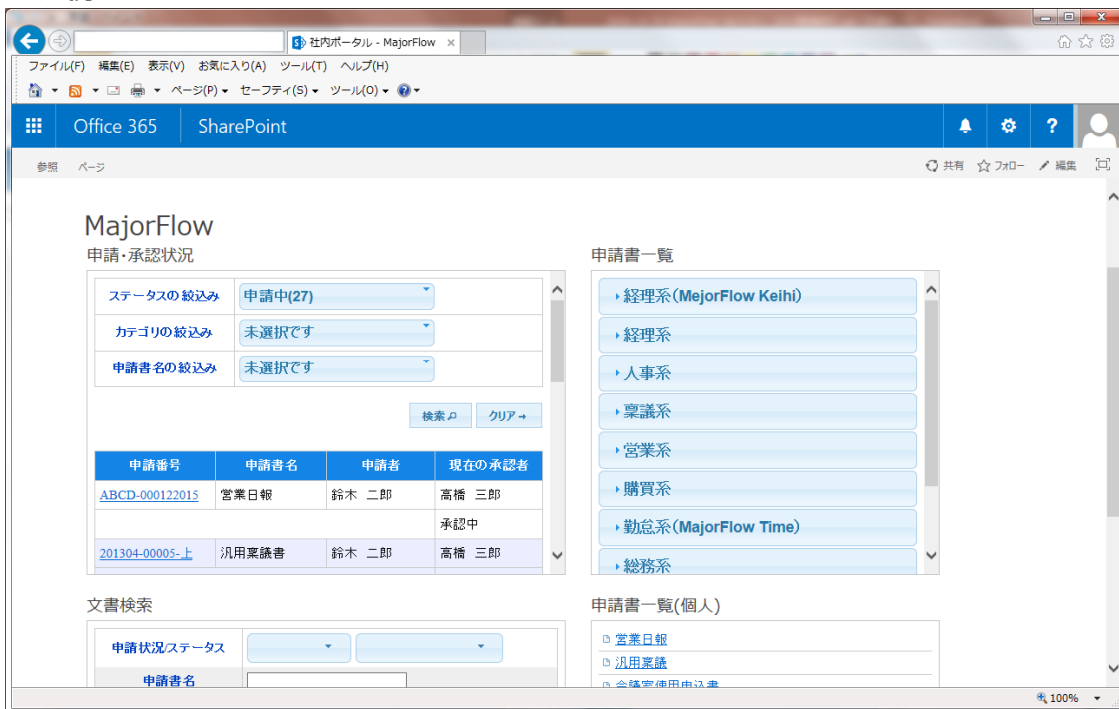 社内ポータル - MajorFlow ×
ファイル(F) 編集(E) 表示(V) お気に入り(A) ツール(T) ヘルプ(H)
ページ(P) セーフティ(S) ツール(O)
Office 365 SharePoint ?
参照 ページ 共有 フォロー 編集
MajorFlow
申請・承認状況
ステータスの絞込み 申請中(27)
カテゴリの絞込み 未選択です
申請書名の絞込み 未選択です
検索 クリア
申請番号 申請書名 申請者 現在の承認者
ABCD-000122015 営業日報 鈴木 二郎 高橋 三郎
承認中
201304-00005-上 汎用稟議書 鈴木 二郎 高橋 三郎
申請書一覧
経理系(MejorFlow Keihi)
経理系
人事系
稟議系
営業系
購買系
勤怠系(MajorFlow Time)
総務系
文書検索
申請状況/ステータス
申請書名
申請書一覧(個人)
営業日報
汎用稟議
会議室使用申込書
100%